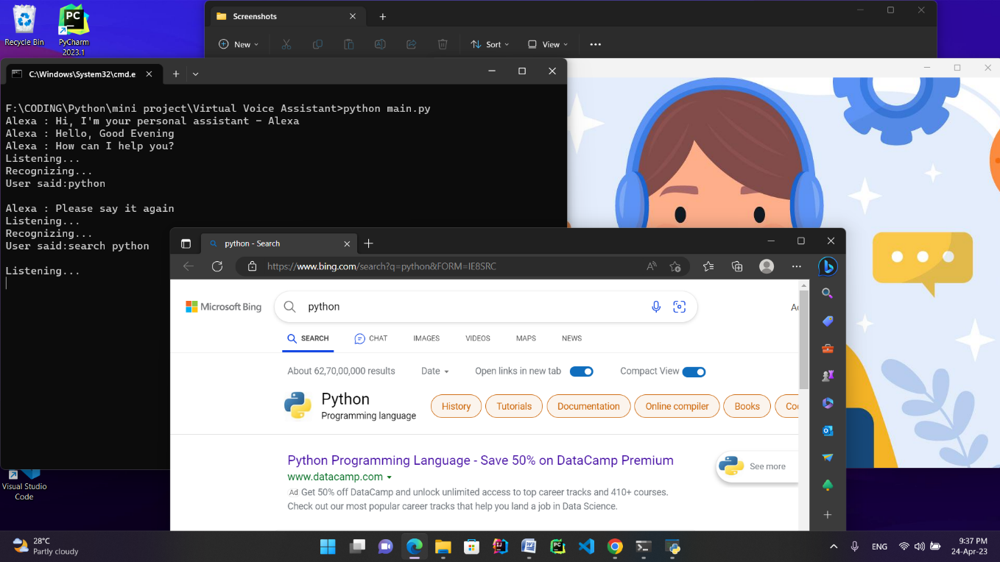 Recycle Bin
PyCharm
2023.1
Screenshots
New
Sort
View
C:\Windows\System32\cmd.e
F:\CODING\Python\mini project\Virtual Voice Assistant>python main.py
Alexa : Hi, I'm your personal assistant - Alexa
Alexa : Hello, Good Evening
Alexa : How can I help you?
Listening...
Recognizing...
User said:python
Alexa : Please say it again
Listening...
Recognizing...
User said:search python
Listening...
python - Search
https://www.bing.com/search?q=python&FORM=IE8SRC
Microsoft Bing
python
SEARCH CHAT IMAGES VIDEOS MAPS NEWS
About 62,70,00,000 results Date Open links in new tab Compact View
Python
Programming language
History Tutorials Documentation Online compiler Books
Python Programming Language - Save 50% on DataCamp Premium
www.datacamp.com
Ad Get 50% off DataCamp and unlock unlimited access to top career tracks and 410+ courses.
Check out our most popular career tracks that help you land a job in Data Science.
See more
Visual Studio
Code
28°C
Partly cloudy
ENG
9:37 PM
24-Apr-23